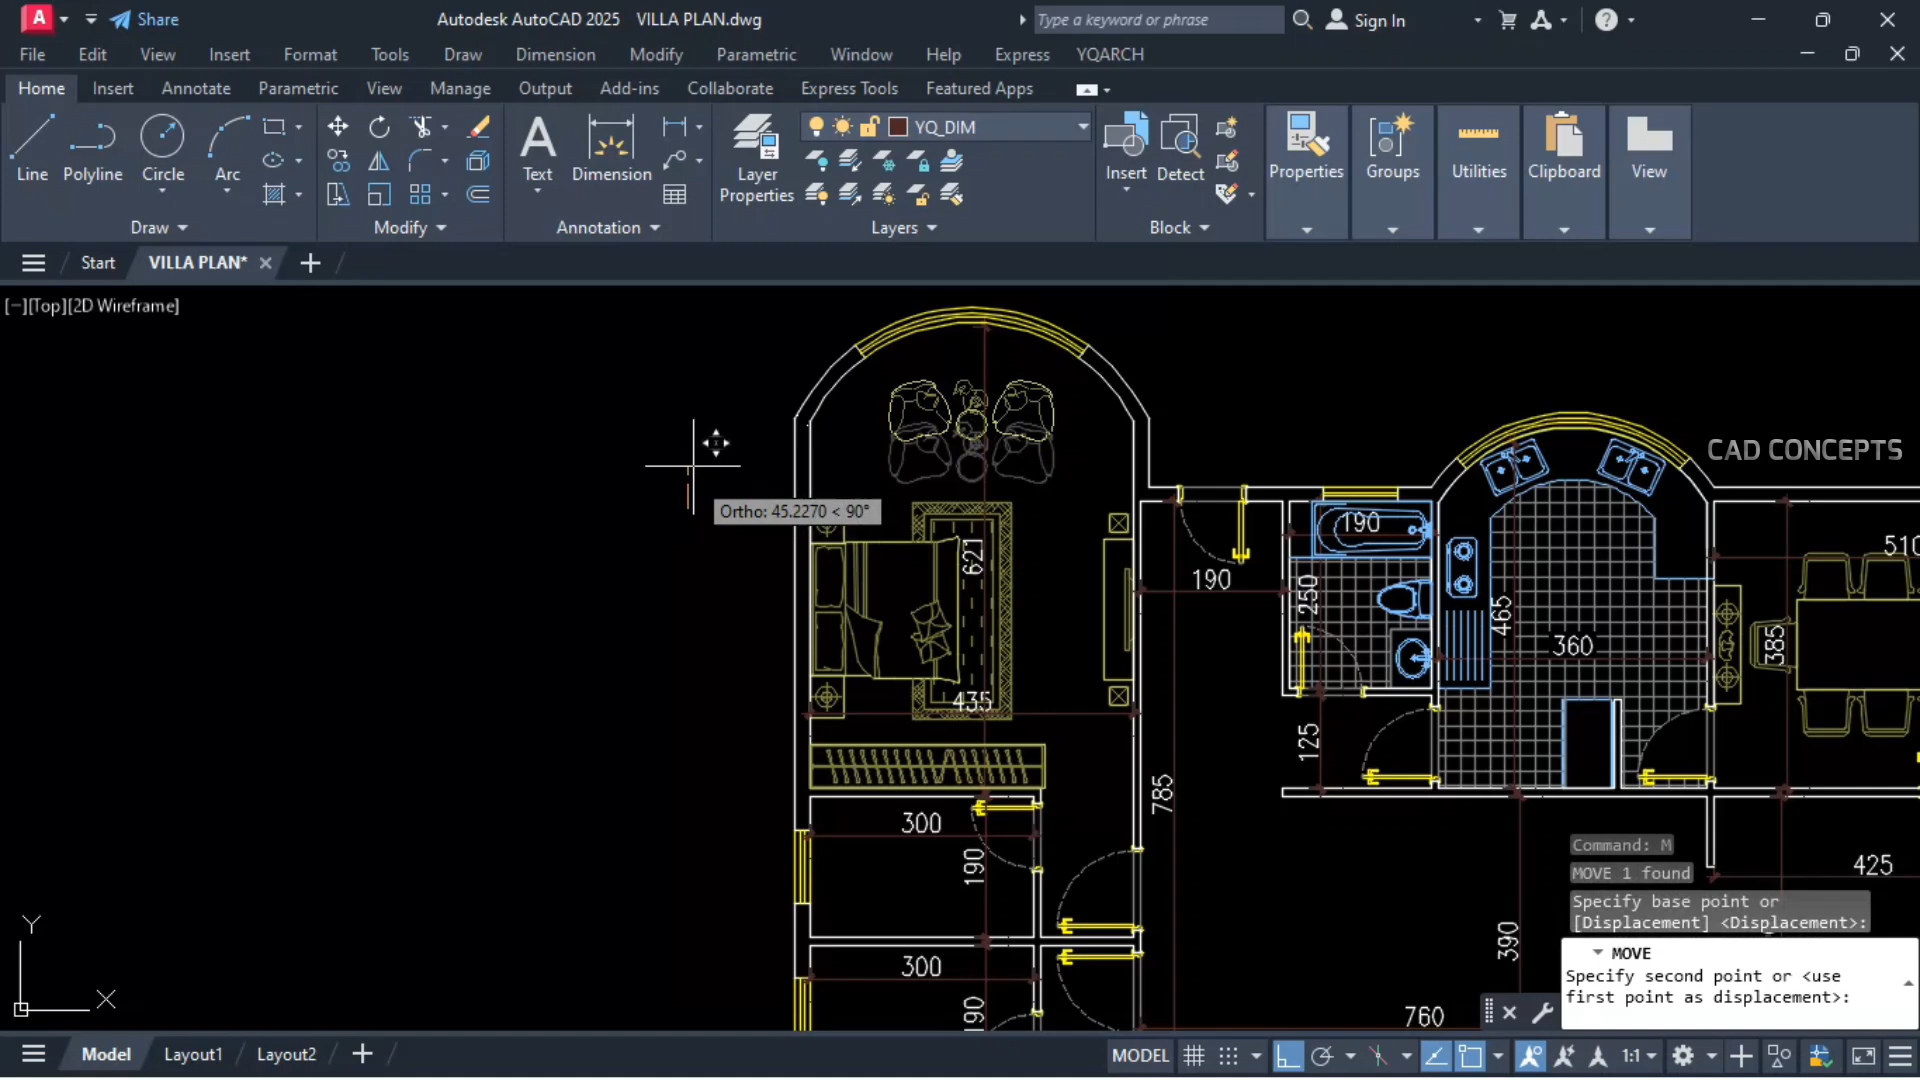 A Share Autodesk AutoCAD 2025 VILLA PLAN.dwg Type a keyword or phrase Sign In
File Edit View Insert Format Tools Draw Dimension Modify Parametric Window Help Express YQARCH
Home Insert Annotate Parametric View Manage Output Add-ins Collaborate Express Tools Featured Apps
YQ_DIM
Line Polyline Circle Arc Text Dimension Layer Properties Insert Detect Properties Groups Utilities Clipboard View
Draw Modify Annotation Layers Block
Start VILLA PLAN*
[−][Top][2D Wireframe]
CAD CONCEPTS
Ortho: 45.2270 < 90°
190
510
621
190
250
465
360
385
435
125
785
300
190
425
300
190
390
760
Command: M
MOVE 1 found
Specify base point or
[Displacement] <Displacement>:
MOVE
Specify second point or <use
first point as displacement>:
Y
X
Model Layout1 Layout2
MODEL 1:1